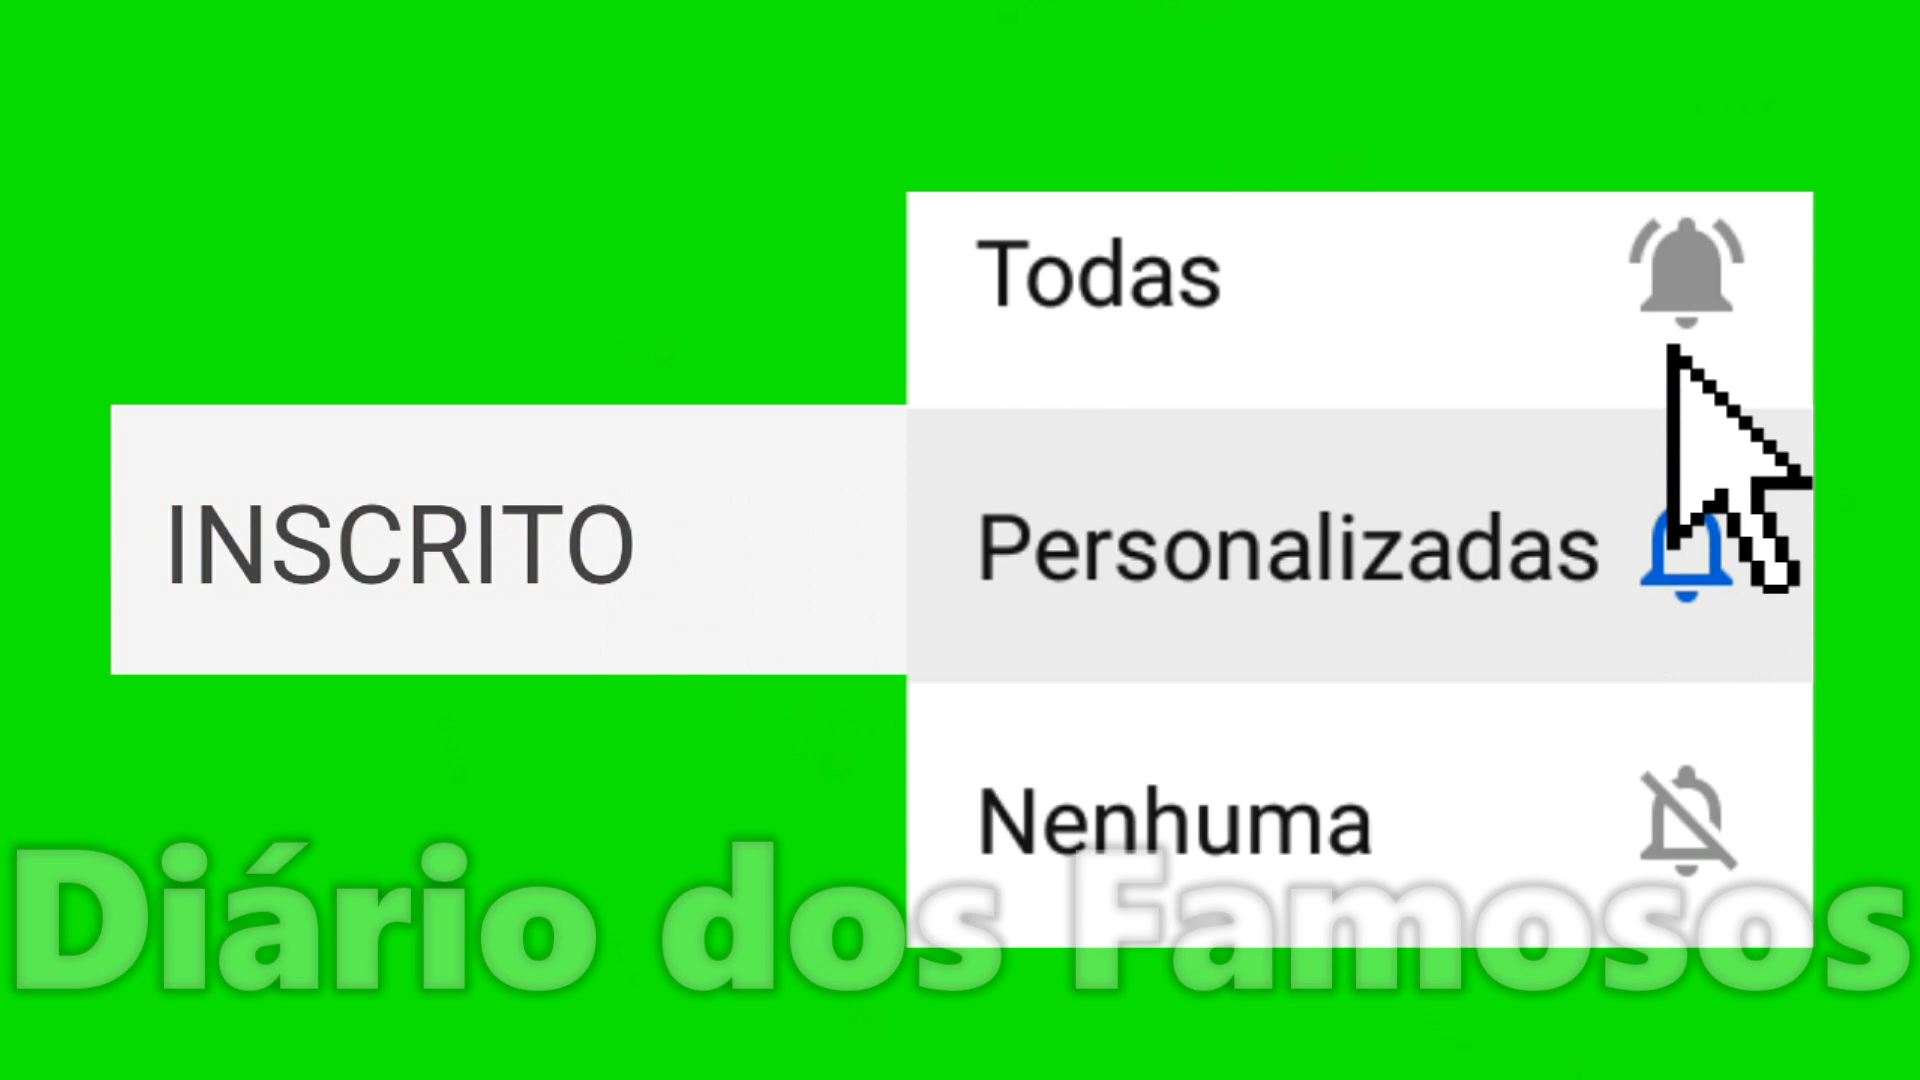 Todas
INSCRITO
Personalizadas
Nenhuma
Diário dos Famosos